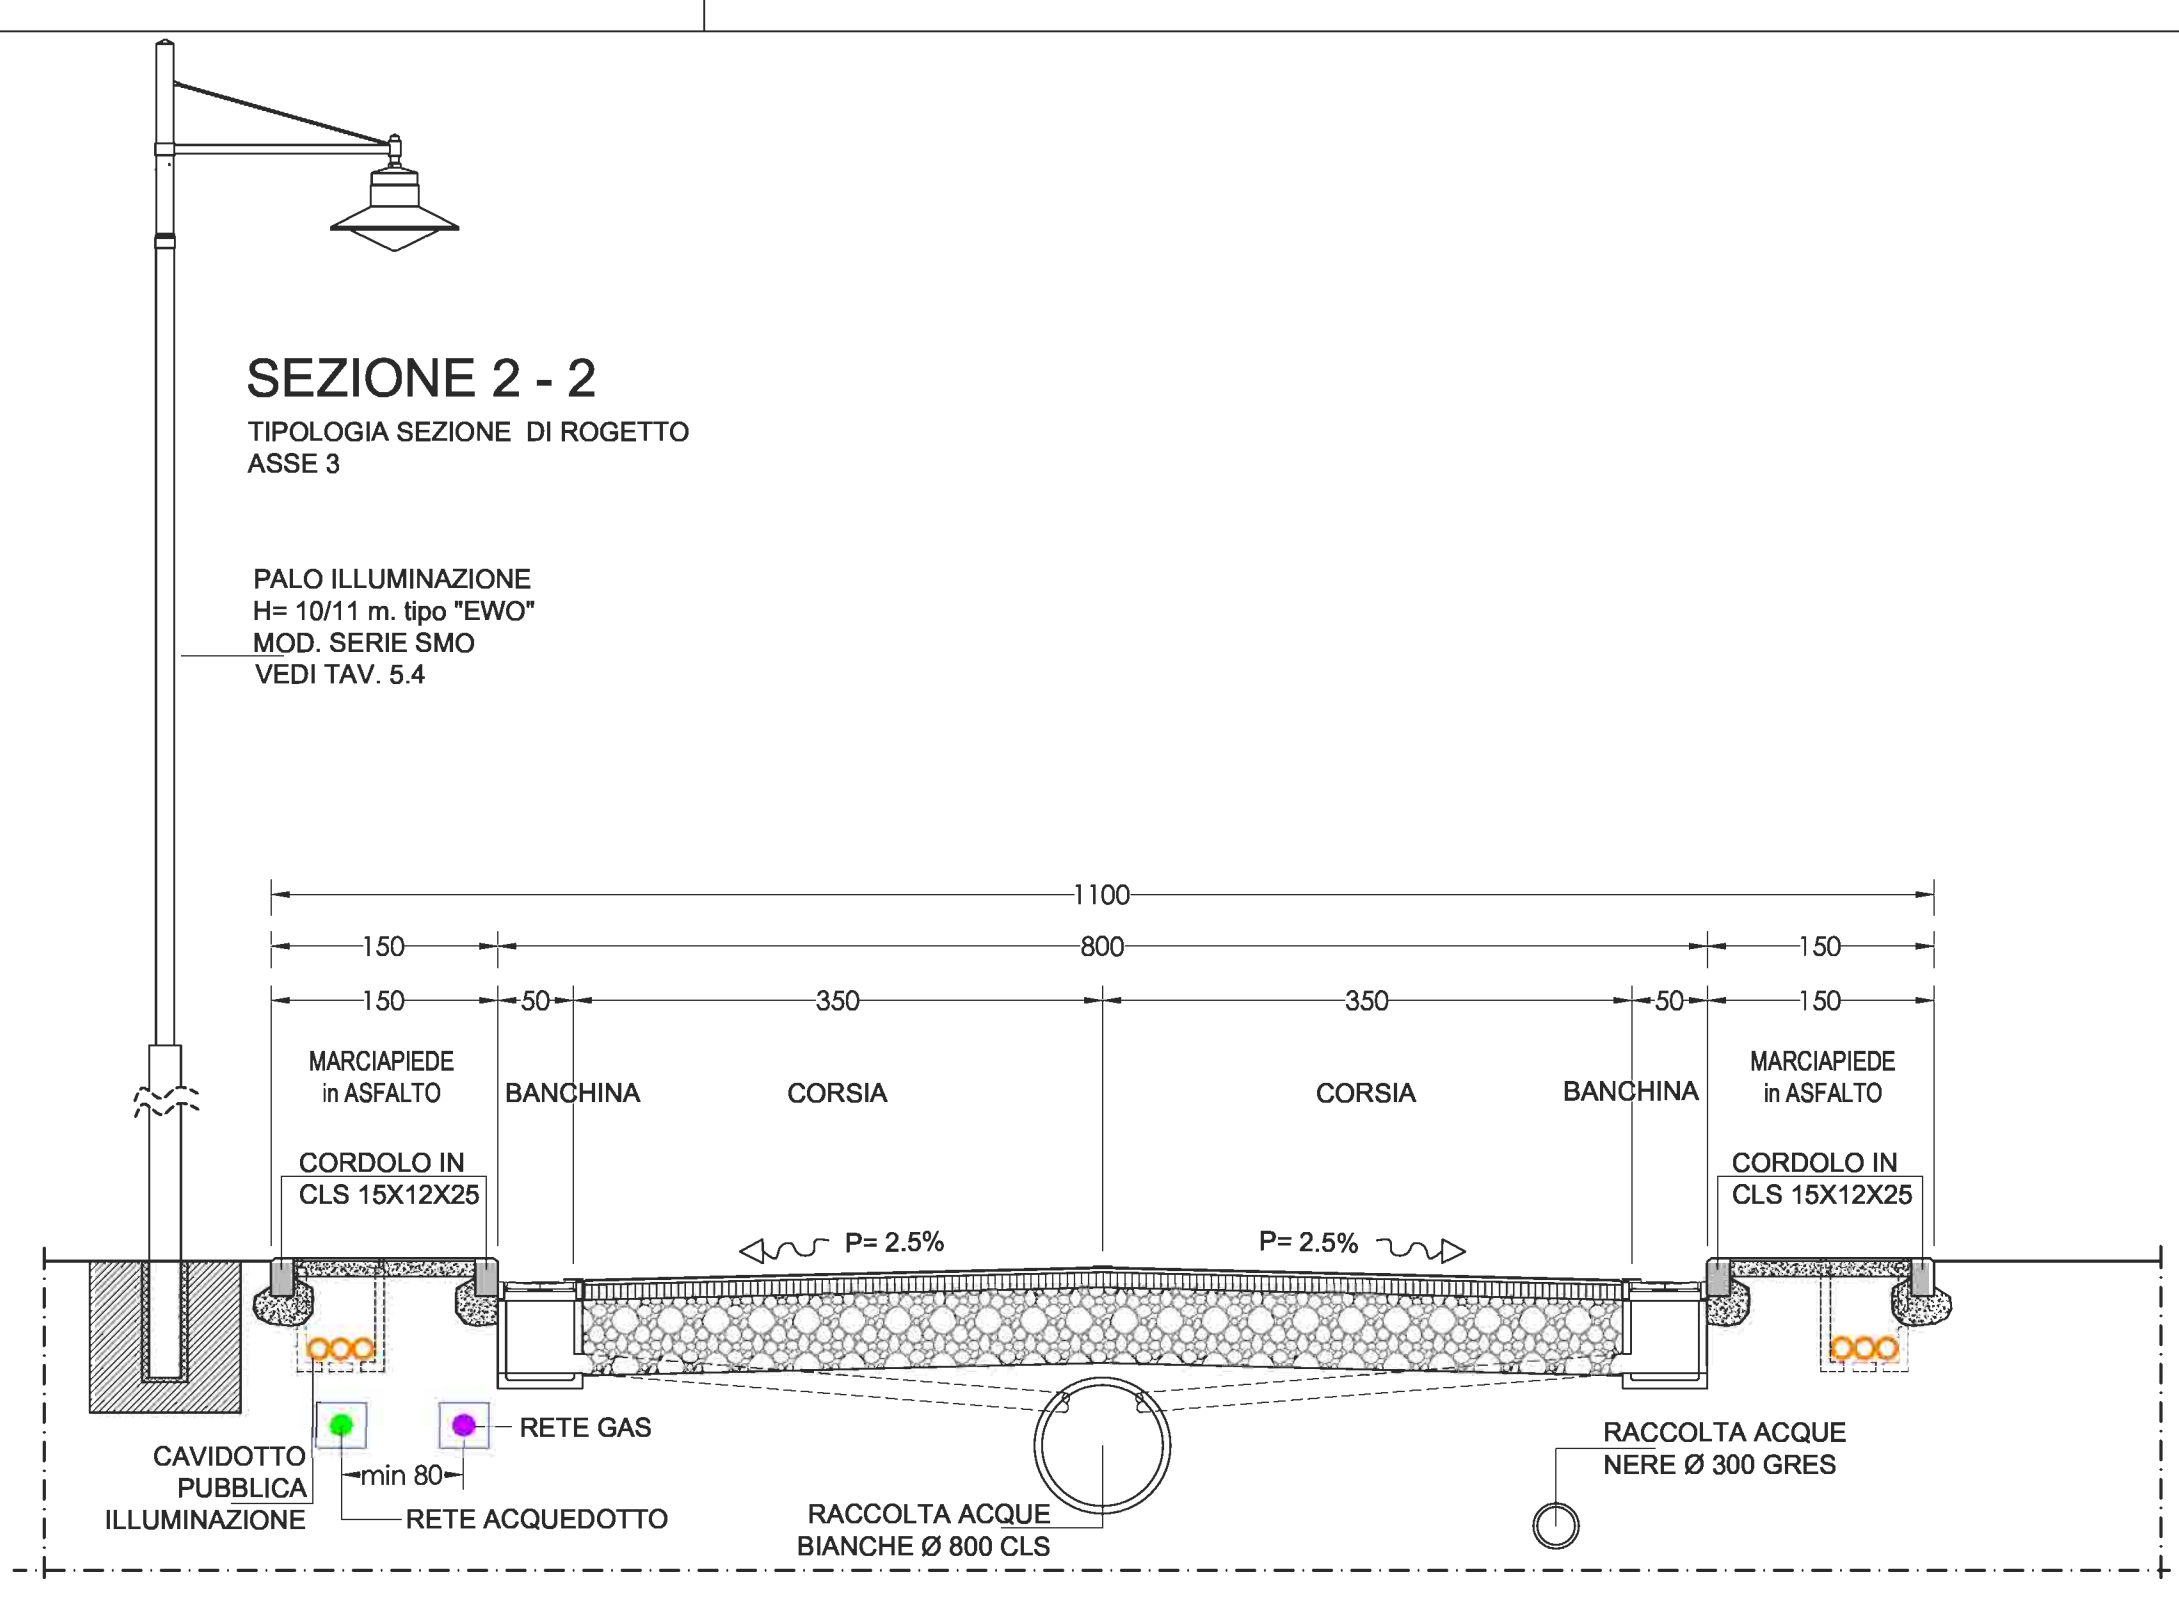 SEZIONE 2 - 2
TIPOLOGIA SEZIONE DI ROGETTO
ASSE 3
PALO ILLUMINAZIONE
H= 10/11 m. tipo "EWO"
MOD. SERIE SMO
VEDI TAV. 5.4
1100
150 800 150
150 50 350 350 50 150
MARCIAPIEDE
in ASFALTO
BANCHINA
CORSIA
CORSIA
BANCHINA
MARCIAPIEDE
in ASFALTO
CORDOLO IN
CLS 15X12X25
CORDOLO IN
CLS 15X12X25
P= 2.5%
P= 2.5%
RETE GAS
CAVIDOTTO
PUBBLICA
ILLUMINAZIONE
min 80
RETE ACQUEDOTTO
RACCOLTA ACQUE
BIANCHE Ø 800 CLS
RACCOLTA ACQUE
NERE Ø 300 GRES